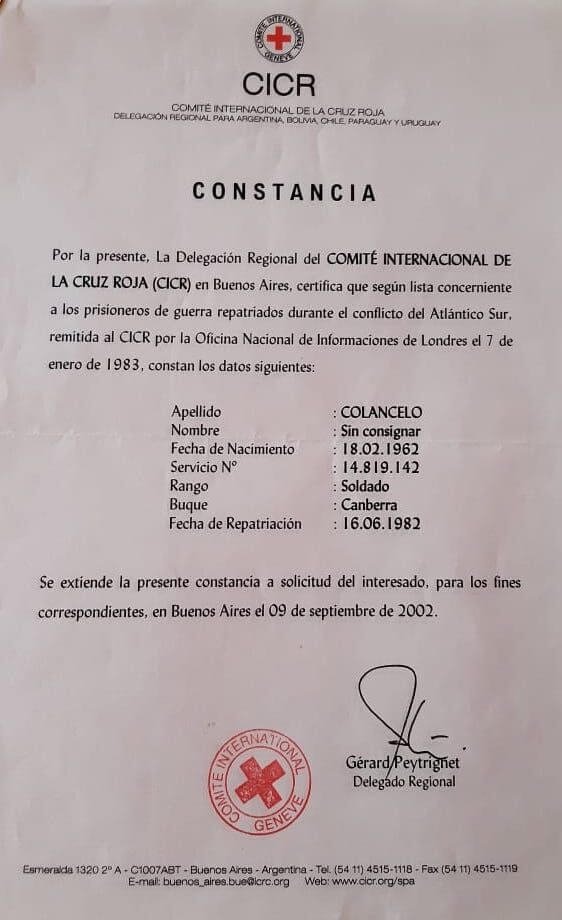 COMITE INTERNATIONAL
GENEVE
CICR
COMITÉ INTERNACIONAL DE LA CRUZ ROJA
DELEGACIÓN REGIONAL PARA ARGENTINA, BOLIVIA, CHILE, PARAGUAY Y URUGUAY
CONSTANCIA
Por la presente, La Delegación Regional del COMITÉ INTERNACIONAL DE
LA CRUZ ROJA (CICR) en Buenos Aires, certifica que según lista concerniente
a los prisioneros de guerra repatriados durante el conflicto del Atlántico Sur,
remitida al CICR por la Oficina Nacional de Informaciones de Londres el 7 de
enero de 1983, constan los datos siguientes:
Apellido : COLANCELO
Nombre : Sin consignar
Fecha de Nacimiento : 18.02.1962
Servicio Nº : 14.819.142
Rango : Soldado
Buque : Canberra
Fecha de Repatriación : 16.06.1982
Se extiende la presente constancia a solicitud del interesado, para los fines
correspondientes, en Buenos Aires el 09 de septiembre de 2002.
Gérard Peytrignet
Delegado Regional
COMITE INTERNATIONAL
GENEVE
Esmeralda 1320 2º A - C1007ABT - Buenos Aires - Argentina - Tel. (54 11) 4515-1118 - Fax (54 11) 4515-1119
E-mail: buenos_aires.bue@icrc.org Web: www.cicr.org/spa